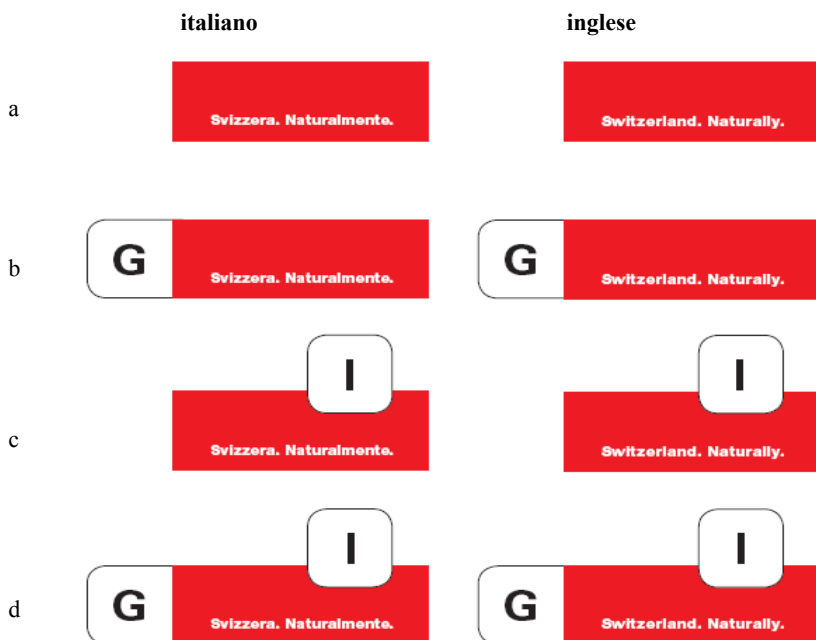 italiano inglese
a Svizzera. Naturalmente. Switzerland. Naturally.
b G Svizzera. Naturalmente. G Switzerland. Naturally.
I I
c Svizzera. Naturalmente. Switzerland. Naturally.
I I
d G Svizzera. Naturalmente. G Switzerland. Naturally.